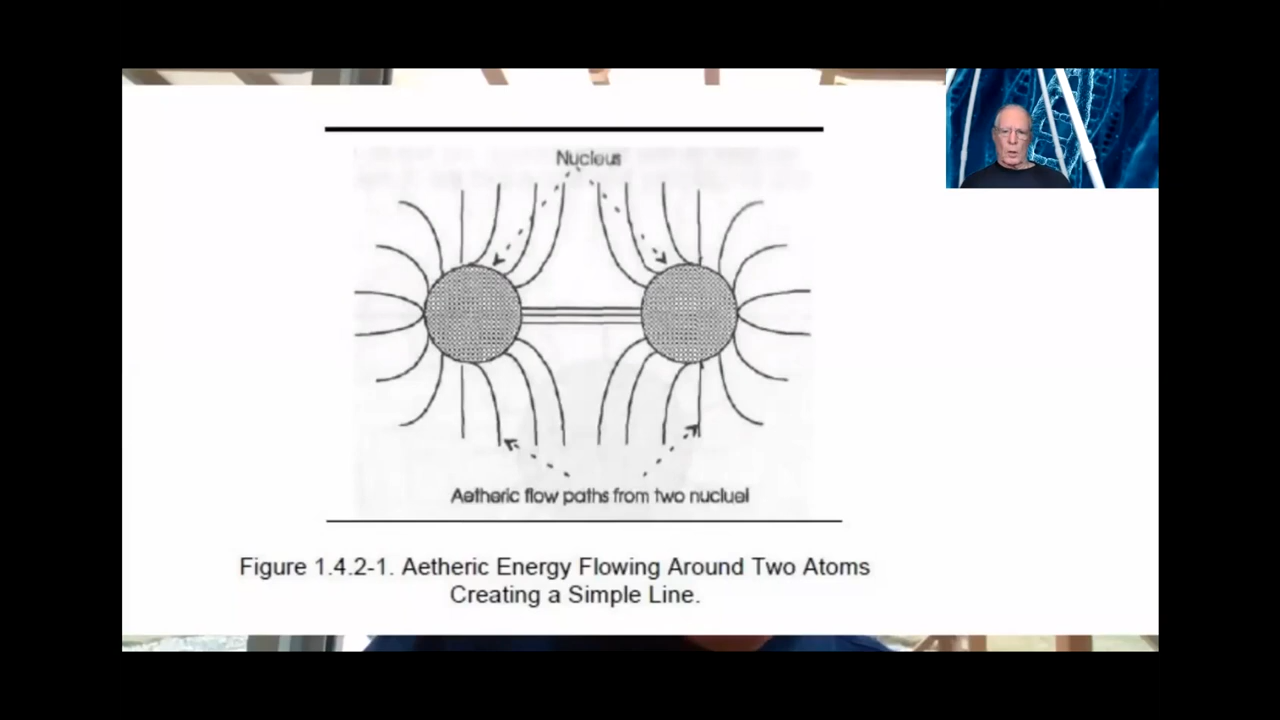 Nucleus
Aetheric flow paths from two nucluei
Figure 1.4.2-1. Aetheric Energy Flowing Around Two Atoms
Creating a Simple Line.